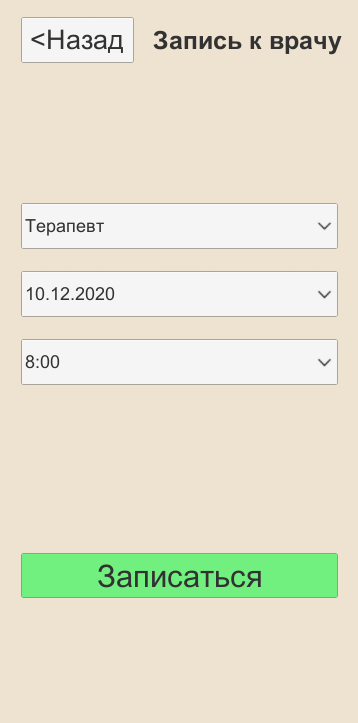 <Назад
Запись к врачу
Терапевт
10.12.2020
8:00
Записаться